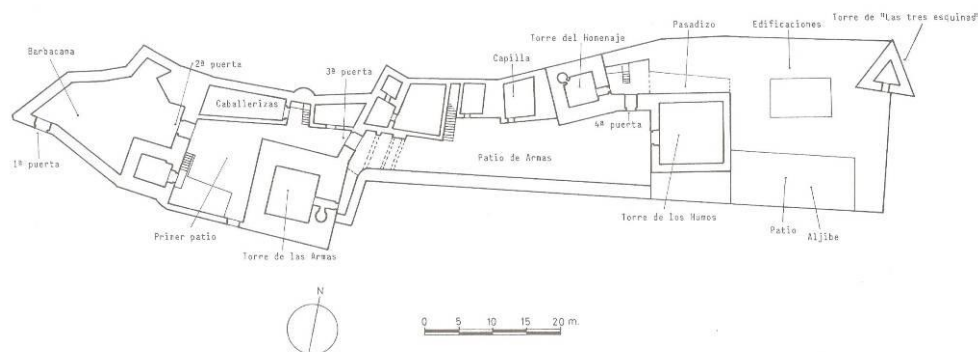 Torre de "Las tres esquinas"
Pasadizo
Edificaciones
Torre del Homenaje
Barbacana
2ª puerta
3ª puerta
Capilla
Caballerizas
4ª puerta
1ª puerta
Patio de Armas
Primer patio
Torre de las Armas
Torre de los Humos
Patio
Aljibe
N
0 5 10 15 20 m.